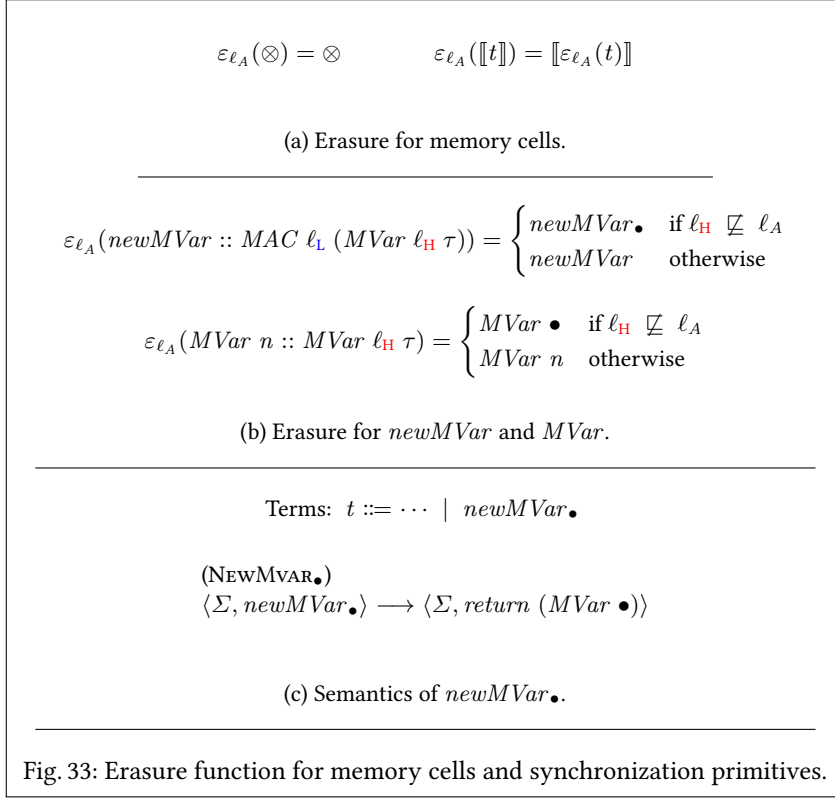 ε_{ℓ_A}(⊗) = ⊗ ε_{ℓ_A}(⟦t⟧) = ⟦ε_{ℓ_A}(t)⟧
(a) Erasure for memory cells.
ε_{ℓ_A}(newMVar :: MAC ℓ_L (MVar ℓ_H τ)) = { newMVar_• if ℓ_H ⋢ ℓ_A
newMVar otherwise
ε_{ℓ_A}(MVar n :: MVar ℓ_H τ) = { MVar • if ℓ_H ⋢ ℓ_A
MVar n otherwise
(b) Erasure for newMVar and MVar.
Terms: t ::= ··· | newMVar_•
(NewMVar_•)
⟨Σ, newMVar_•⟩ ⟶ ⟨Σ, return (MVar •)⟩
(c) Semantics of newMVar_•.
Fig. 33: Erasure function for memory cells and synchronization primitives.